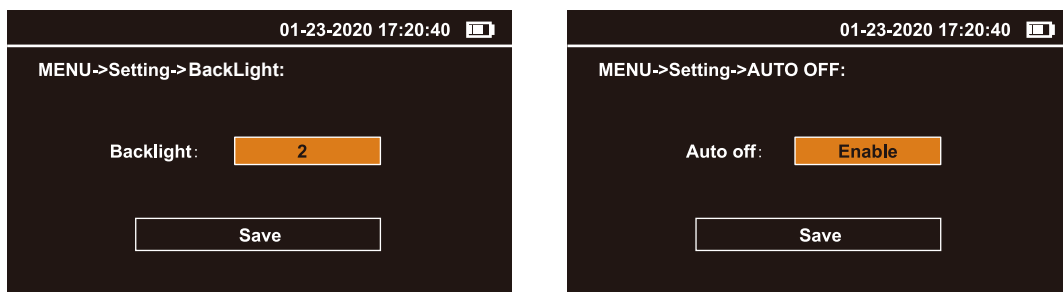 01-23-2020 17:20:40
MENU->Setting->BackLight:
Backlight: 2
Save
01-23-2020 17:20:40
MENU->Setting->AUTO OFF:
Auto off: Enable
Save